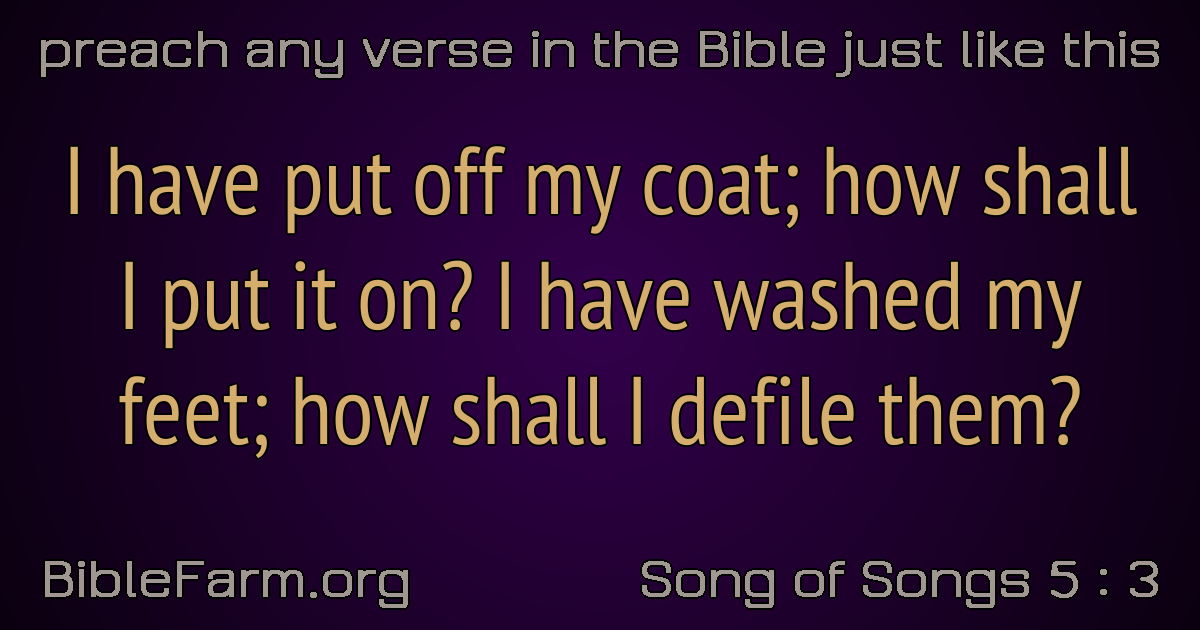 preach any verse in the Bible just like this
I have put off my coat; how shall
I put it on? I have washed my
feet; how shall I defile them?
BibleFarm.org
Song of Songs 5 : 3